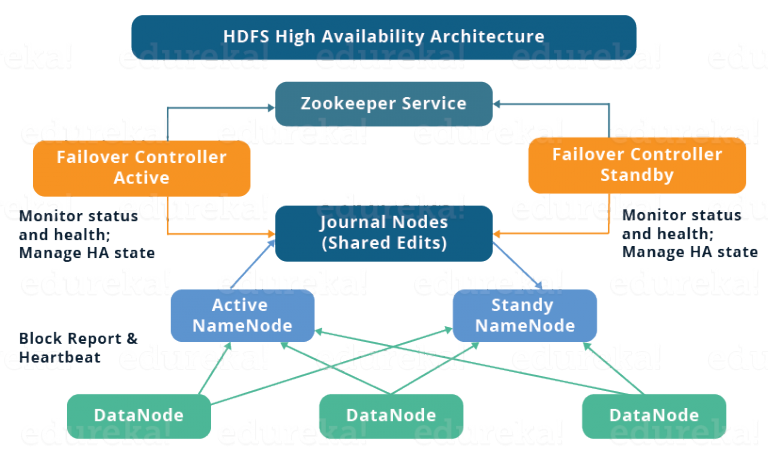 HDFS High Availability Architecture
Zookeeper Service
Failover Controller
Active
Failover Controller
Standby
Monitor status
and health;
Manage HA state
Journal Nodes
(Shared Edits)
Monitor status
and health;
Manage HA state
Active
NameNode
Standy
NameNode
Block Report &
Heartbeat
DataNode
DataNode
DataNode
edureka!